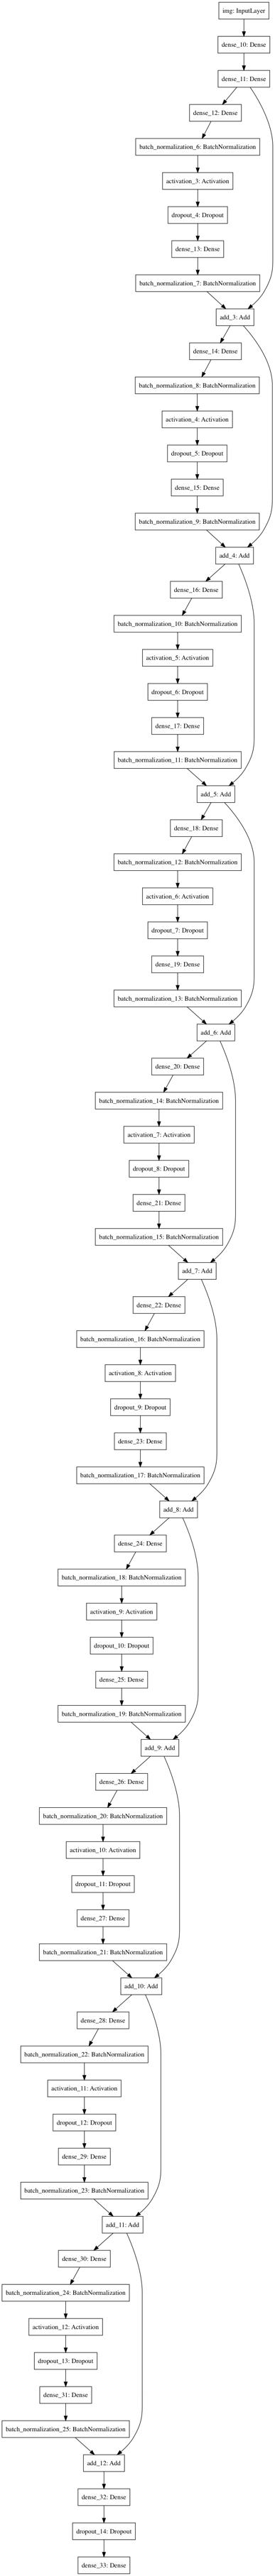 img: InputLayer
dense_10: Dense
dense_11: Dense
dense_12: Dense
batch_normalization_6: BatchNormalization
activation_3: Activation
dropout_4: Dropout
dense_13: Dense
batch_normalization_7: BatchNormalization
add_3: Add
dense_14: Dense
batch_normalization_8: BatchNormalization
activation_4: Activation
dropout_5: Dropout
dense_15: Dense
batch_normalization_9: BatchNormalization
add_4: Add
dense_16: Dense
batch_normalization_10: BatchNormalization
activation_5: Activation
dropout_6: Dropout
dense_17: Dense
batch_normalization_11: BatchNormalization
add_5: Add
dense_18: Dense
batch_normalization_12: BatchNormalization
activation_6: Activation
dropout_7: Dropout
dense_19: Dense
batch_normalization_13: BatchNormalization
add_6: Add
dense_20: Dense
batch_normalization_14: BatchNormalization
activation_7: Activation
dropout_8: Dropout
dense_21: Dense
batch_normalization_15: BatchNormalization
add_7: Add
dense_22: Dense
batch_normalization_16: BatchNormalization
activation_8: Activation
dropout_9: Dropout
dense_23: Dense
batch_normalization_17: BatchNormalization
add_8: Add
dense_24: Dense
batch_normalization_18: BatchNormalization
activation_9: Activation
dropout_10: Dropout
dense_25: Dense
batch_normalization_19: BatchNormalization
add_9: Add
dense_26: Dense
batch_normalization_20: BatchNormalization
activation_10: Activation
dropout_11: Dropout
dense_27: Dense
batch_normalization_21: BatchNormalization
add_10: Add
dense_28: Dense
batch_normalization_22: BatchNormalization
activation_11: Activation
dropout_12: Dropout
dense_29: Dense
batch_normalization_23: BatchNormalization
add_11: Add
dense_30: Dense
batch_normalization_24: BatchNormalization
activation_12: Activation
dropout_13: Dropout
dense_31: Dense
batch_normalization_25: BatchNormalization
add_12: Add
dense_32: Dense
dropout_14: Dropout
dense_33: Dense